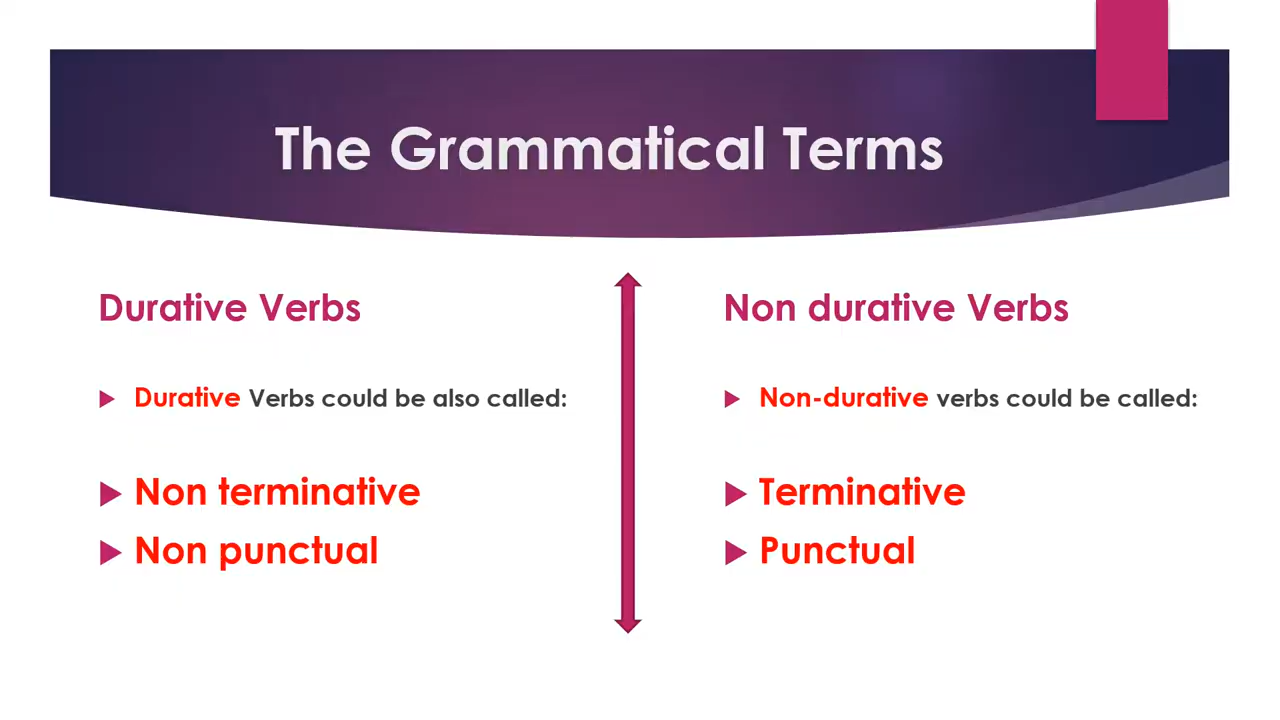 The Grammatical Terms
Durative Verbs
Durative Verbs could be also called:
Non terminative
Non punctual
Non durative Verbs
Non-durative verbs could be called:
Terminative
Punctual